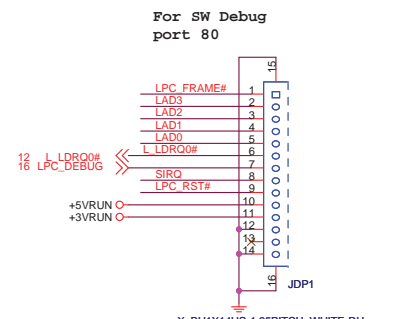 For SW Debug
port 80
15
LPC_FRAME# 1
LAD3 2
LAD2 3
LAD1 4
LAD0 5
12 L_LDRQ0# L_LDRQ0# 6
16 LPC_DEBUG 7
SIRQ 8
LPC_RST# 9
+5VRUN 10
+3VRUN 11
12
13
14
16
JDP1